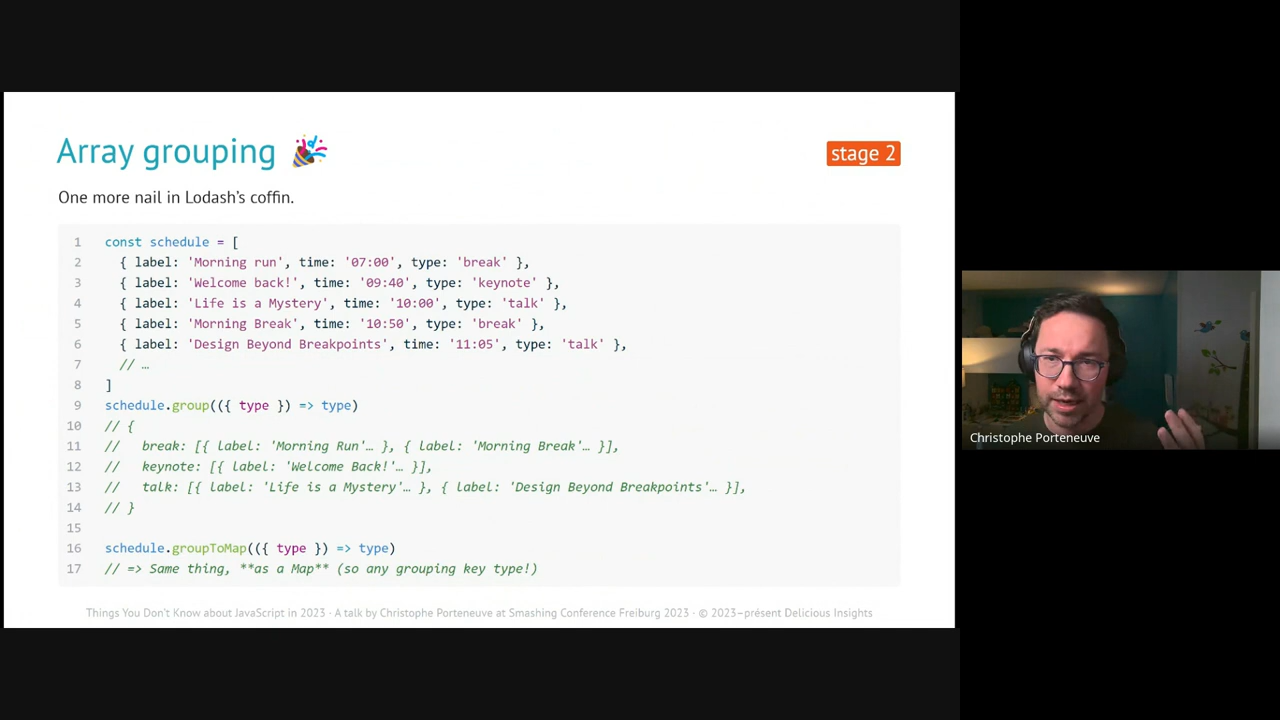 Array grouping 🎉
stage 2
One more nail in Lodash’s coffin.
1 const schedule = [
2 { label: 'Morning run', time: '07:00', type: 'break' },
3 { label: 'Welcome back!', time: '09:40', type: 'keynote' },
4 { label: 'Life is a Mystery', time: '10:00', type: 'talk' },
5 { label: 'Morning Break', time: '10:50', type: 'break' },
6 { label: 'Design Beyond Breakpoints', time: '11:05', type: 'talk' },
7 // …
8 ]
9 schedule.group(({ type }) => type)
10 // {
11 // break: [{ label: 'Morning Run'… }, { label: 'Morning Break'… }],
12 // keynote: [{ label: 'Welcome Back!'… }],
13 // talk: [{ label: 'Life is a Mystery'… }, { label: 'Design Beyond Breakpoints'… }],
14 // }
15
16 schedule.groupToMap(({ type }) => type)
17 // => Same thing, **as a Map** (so any grouping key type!)
Things You Don’t Know about JavaScript in 2023 · A talk by Christophe Porteneuve at Smashing Conference Freiburg 2023 · © 2023–présent Delicious Insights
Christophe Porteneuve